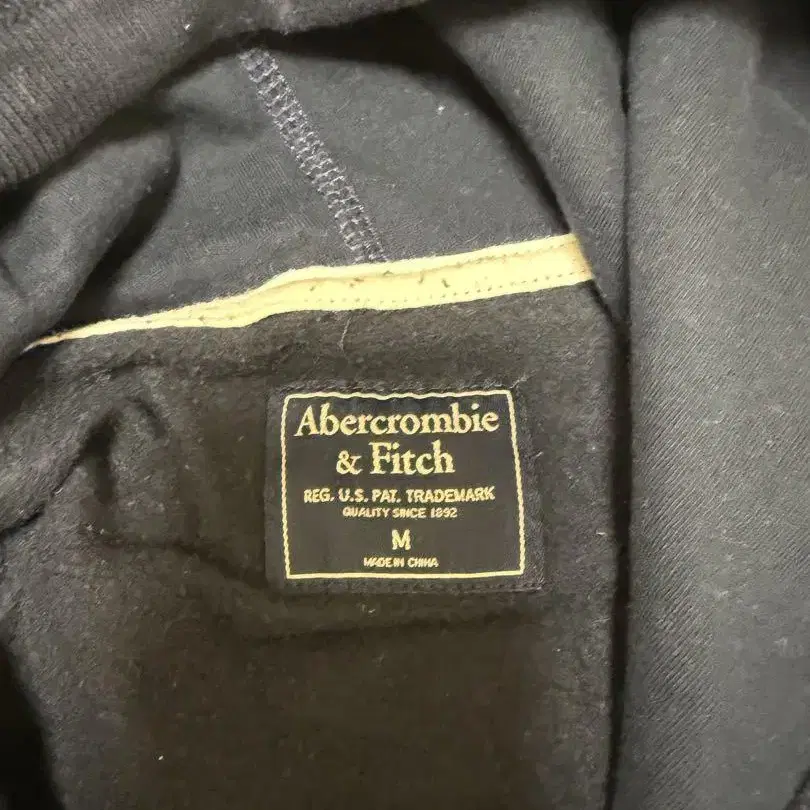 Abercrombie
& Fitch
REG. U.S. PAT. TRADEMARK
QUALITY SINCE 1892
M
MADE IN CHINA